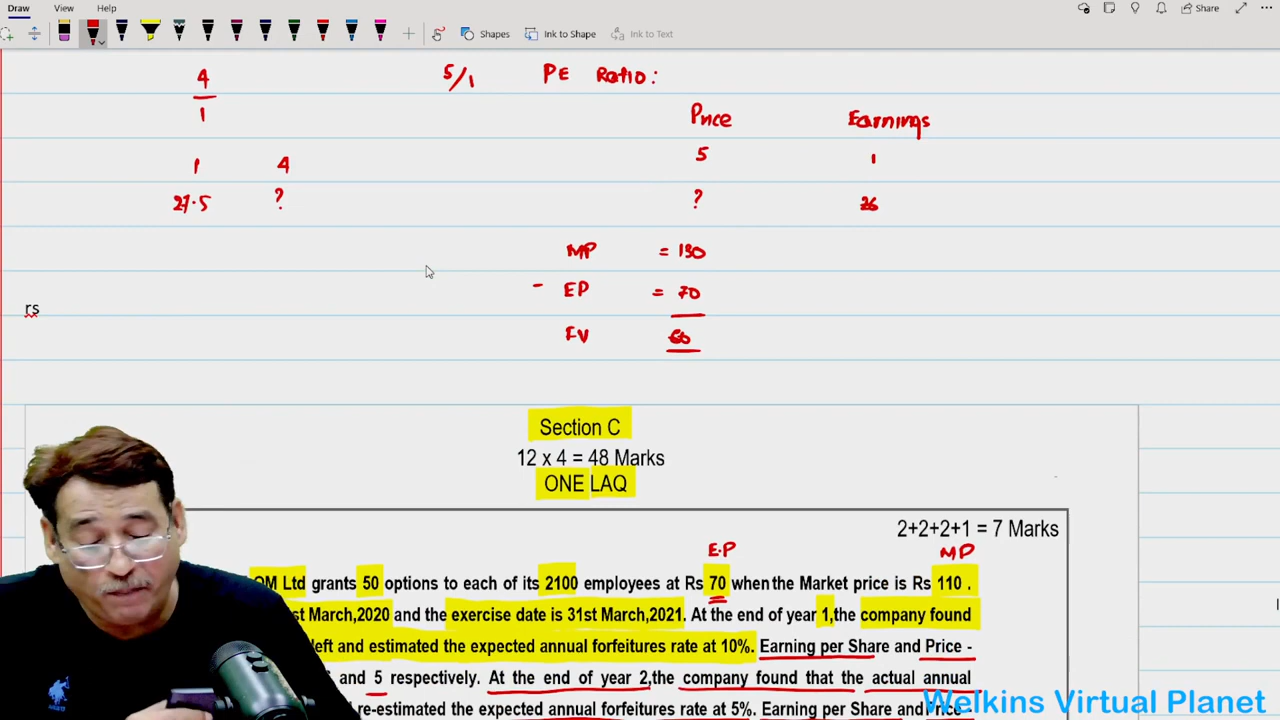 Draw View Help
Shapes Ink to Shape Ink to Text Share
4 5/1 PE Ratio:
1
Price Earnings
1 4 5 1
27.5 ? ? 26
MP = 130
- EP = 70
rs
FV 60
Section C
12 x 4 = 48 Marks
ONE LAQ
2+2+2+1 = 7 Marks
E.P MP
OM Ltd grants 50 options to each of its 2100 employees at Rs 70 when the Market price is Rs 110 .
st March,2020 and the exercise date is 31st March,2021. At the end of year 1,the company found
left and estimated the expected annual forfeitures rate at 10%. Earning per Share and Price -
and 5 respectively. At the end of year 2,the company found that the actual annual
re-estimated the expected annual forfeitures rate at 5%. Earning per Share and Price
Welkins Virtual Planet